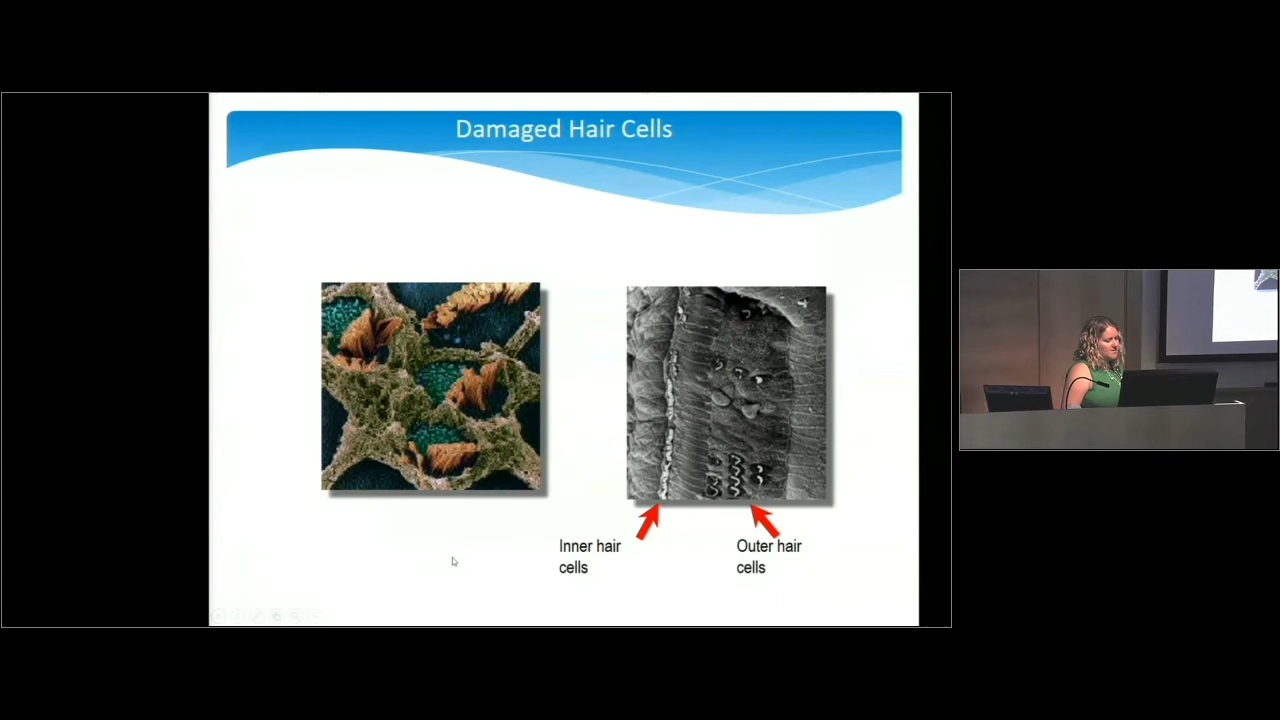 Damaged Hair Cells
Inner hair
cells
Outer hair
cells